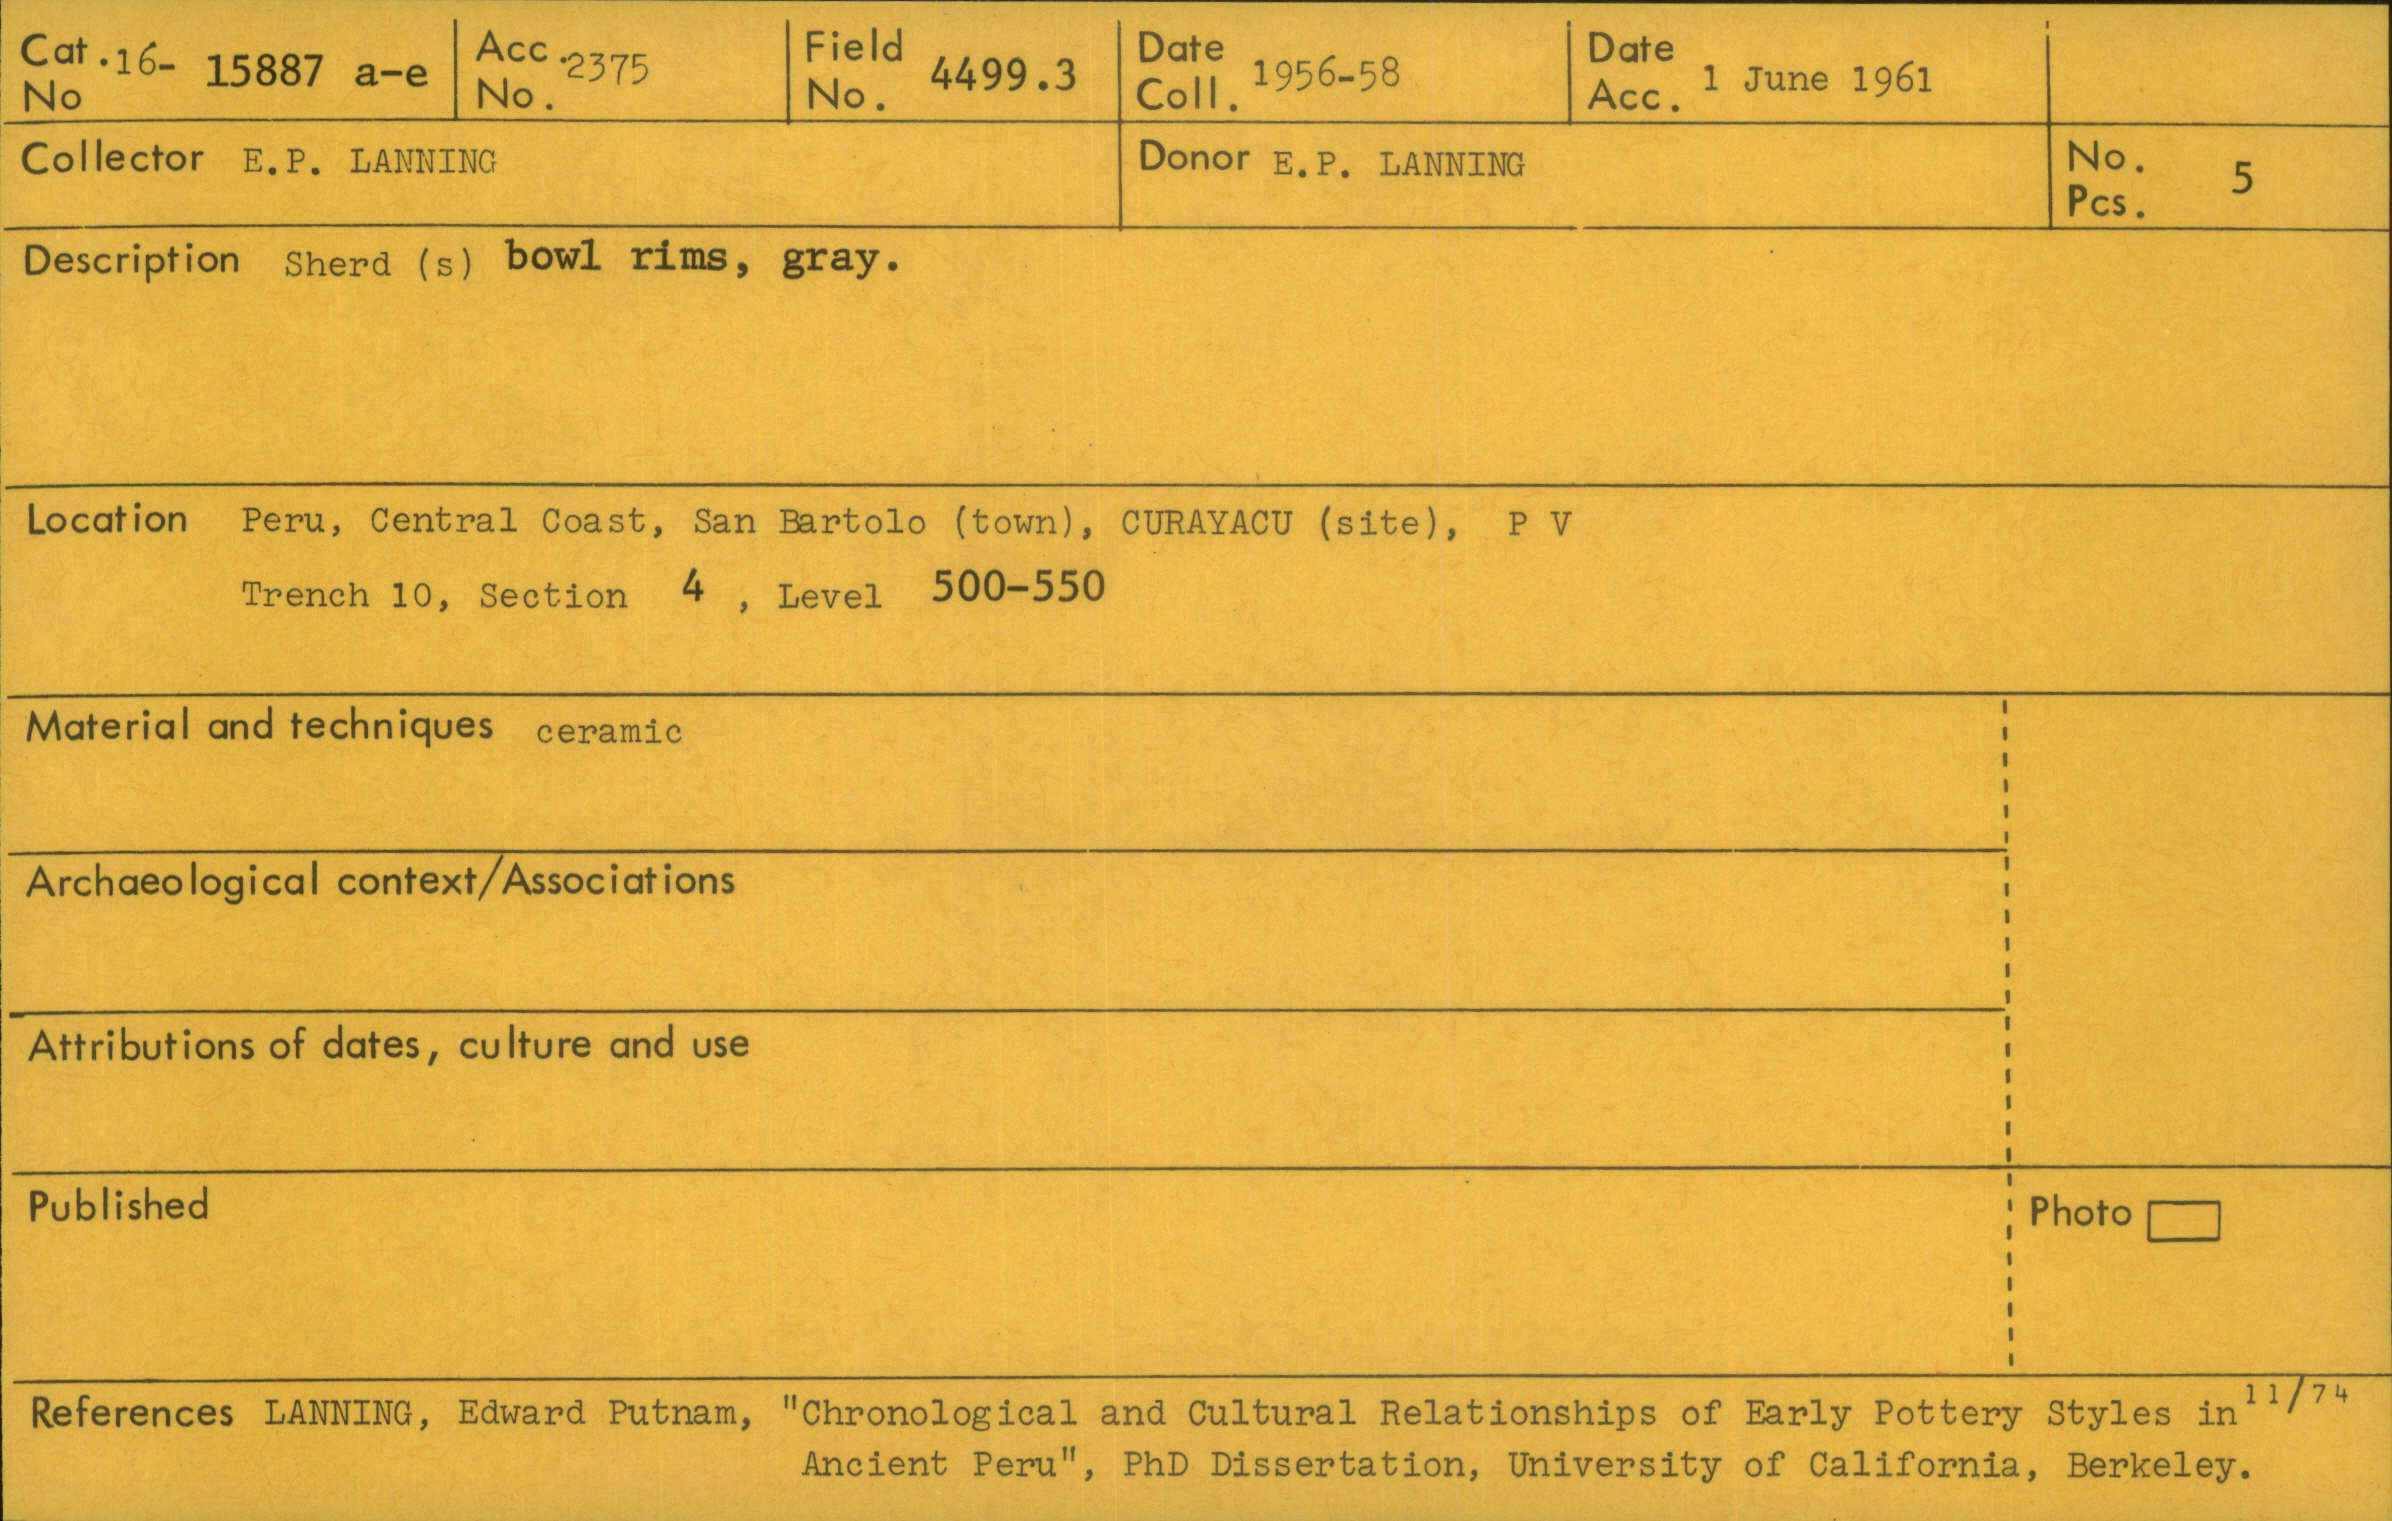 Cat. No 16- 15887 a-e Acc. No. 2375 Field No. 4499.3 Date Coll. 1956-58 Date Acc. 1 June 1961
Collector E.P. LANNING Donor E.P. LANNING No. Pcs. 5
Description Sherd (s) bowl rims, gray.
Location Peru, Central Coast, San Bartolo (town), CURAYACU (site), P V
Trench 10, Section 4 , Level 500-550
Material and techniques ceramic
Archaeological context/Associations
Attributions of dates, culture and use
Published
Photo
References LANNING, Edward Putnam, "Chronological and Cultural Relationships of Early Pottery Styles in 11/74
Ancient Peru", PhD Dissertation, University of California, Berkeley.